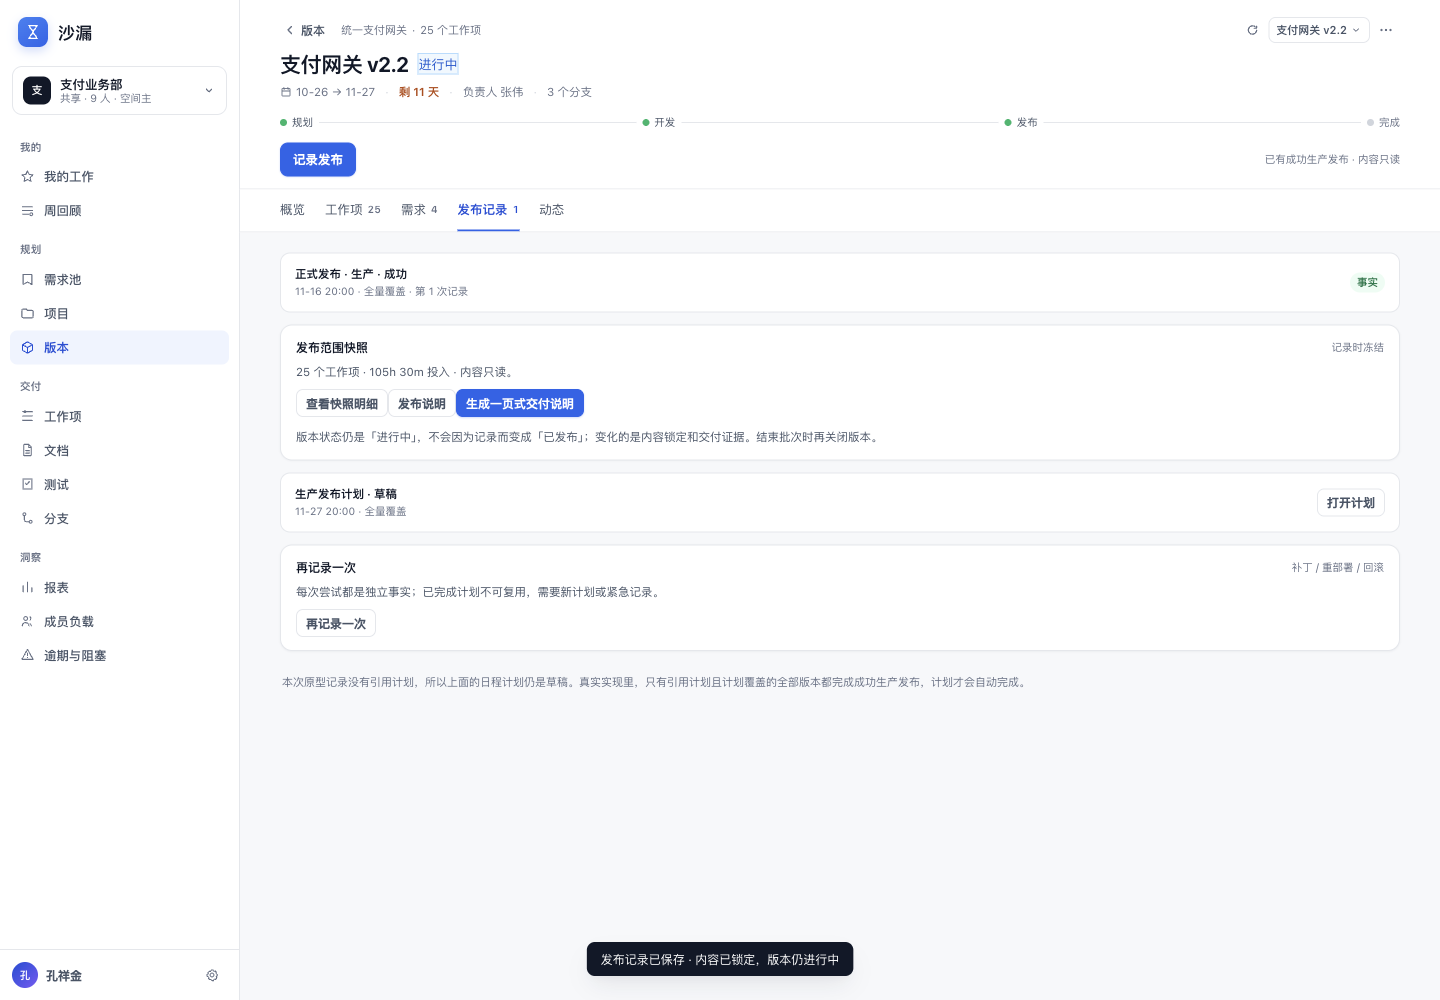 沙漏
支
支付业务部
共享 · 9 人 · 空间主
我的
我的工作
周回顾
规划
需求池
项目
版本
交付
工作项
文档
测试
分支
洞察
报表
成员负载
逾期与阻塞
孔
孔祥金
版本 统一支付网关 · 25 个工作项
支付网关 v2.2
支付网关 v2.2 进行中
10-26 → 11-27 · 剩 11 天 · 负责人 张伟 · 3 个分支
规划 开发 发布 完成
记录发布
已有成功生产发布 · 内容只读
概览 工作项 25 需求 4 发布记录 1 动态
正式发布 · 生产 · 成功
11-16 20:00 · 全量覆盖 · 第 1 次记录
事实
发布范围快照
记录时冻结
25 个工作项 · 105h 30m 投入 · 内容只读。
查看快照明细 发布说明 生成一页式交付说明
版本状态仍是「进行中」，不会因为记录而变成「已发布」；变化的是内容锁定和交付证据。结束批次时再关闭版本。
生产发布计划 · 草稿
11-27 20:00 · 全量覆盖
打开计划
再记录一次
补丁 / 重部署 / 回滚
每次尝试都是独立事实；已完成计划不可复用，需要新计划或紧急记录。
再记录一次
本次原型记录没有引用计划，所以上面的日程计划仍是草稿。真实实现里，只有引用计划且计划覆盖的全部版本都完成成功生产发布，计划才会自动完成。
发布记录已保存 · 内容已锁定，版本仍进行中